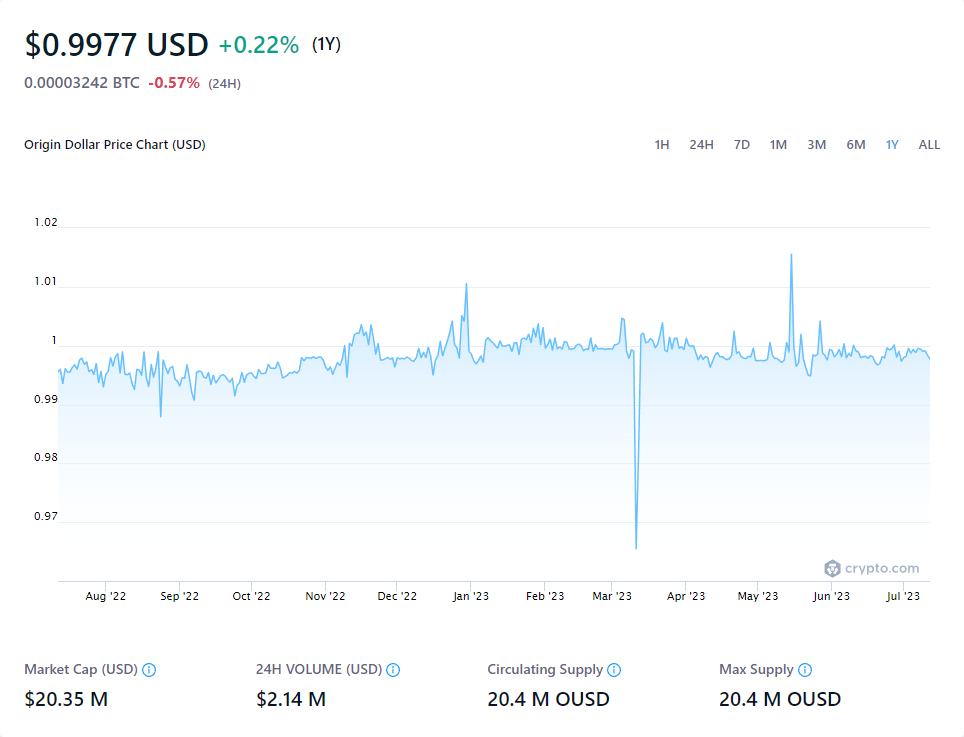 $0.9977 USD +0.22% (1Y)
0.00003242 BTC -0.57% (24H)
Origin Dollar Price Chart (USD) 1H 24H 7D 1M 3M 6M 1Y ALL
1.02
1.01
1
0.99
0.98
0.97
crypto.com
Aug '22 Sep '22 Oct '22 Nov '22 Dec '22 Jan '23 Feb '23 Mar '23 Apr '23 May '23 Jun '23 Jul '23
Market Cap (USD) 24H VOLUME (USD) Circulating Supply Max Supply
$20.35 M $2.14 M 20.4 M OUSD 20.4 M OUSD